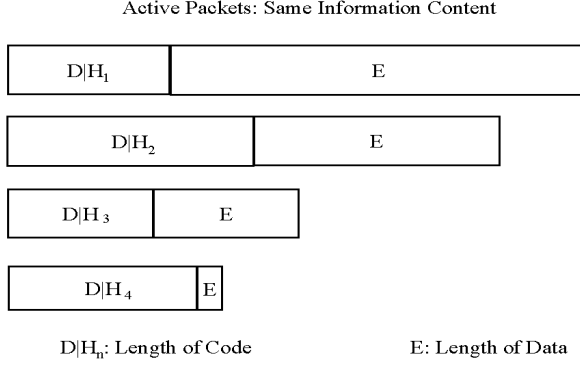 Active Packets: Same Information Content
D|H₁ E
D|H₂ E
D|H₃ E
D|H₄ E
D|Hₙ: Length of Code E: Length of Data